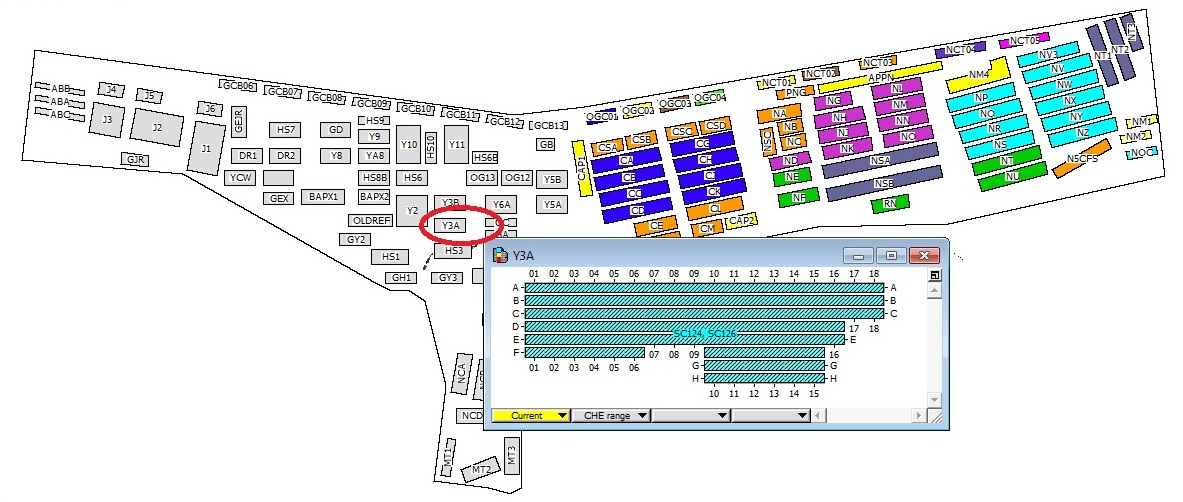 ABB
ABA
ABC
J4
J5
J3
J2
J6
J1
GJR
GEJR
GCB06
GCB07
GCB08
GCB09
GCB10
GCB11
GCB12
GCB13
HS7
GD
HS9
Y9
Y10
HS10
Y11
GB
DR1
DR2
Y8
YA8
HS6B
YCW
HS8B
HS6
OG13
OG12
Y5B
GEX
BAPX1
BAPX2
Y2
Y3B
Y6A
Y5A
OLDREF
Y3A
GY2
HS1
HS3
GH1
GY3
NCA
NCD
MT1
MT2
MT3
OGC01
OGC02
OGC03
OGC04
CAP1
CSA
CSB
CSC
CSD
CA
CB
CC
CD
CE
CG
CH
CJ
CK
CL
CM
CAP2
NCT01
NCT02
NCT03
NCT04
NCT05
PNG
APPN
NA
NB
NC
NSC
ND
NE
NF
NG
NH
NJ
NK
NL
NM
NN
NO
NSA
NSB
RN
NM4
NP
NQ
NR
NS
NT
NU
NV3
NV
NW
NX
NY
NZ
NT1
NT2
NT3
NSCFS
NM1
NM2
NOC
Y3A
01 02 03 04 05 06 07 08 09 10 11 12 13 14 15 16 17 18
A A
B B
C C
D 17 18
SC124, SC126
E E
F 07 08 09 16
01 02 03 04 05 06 G G
H H
10 11 12 13 14 15
Current CHE range